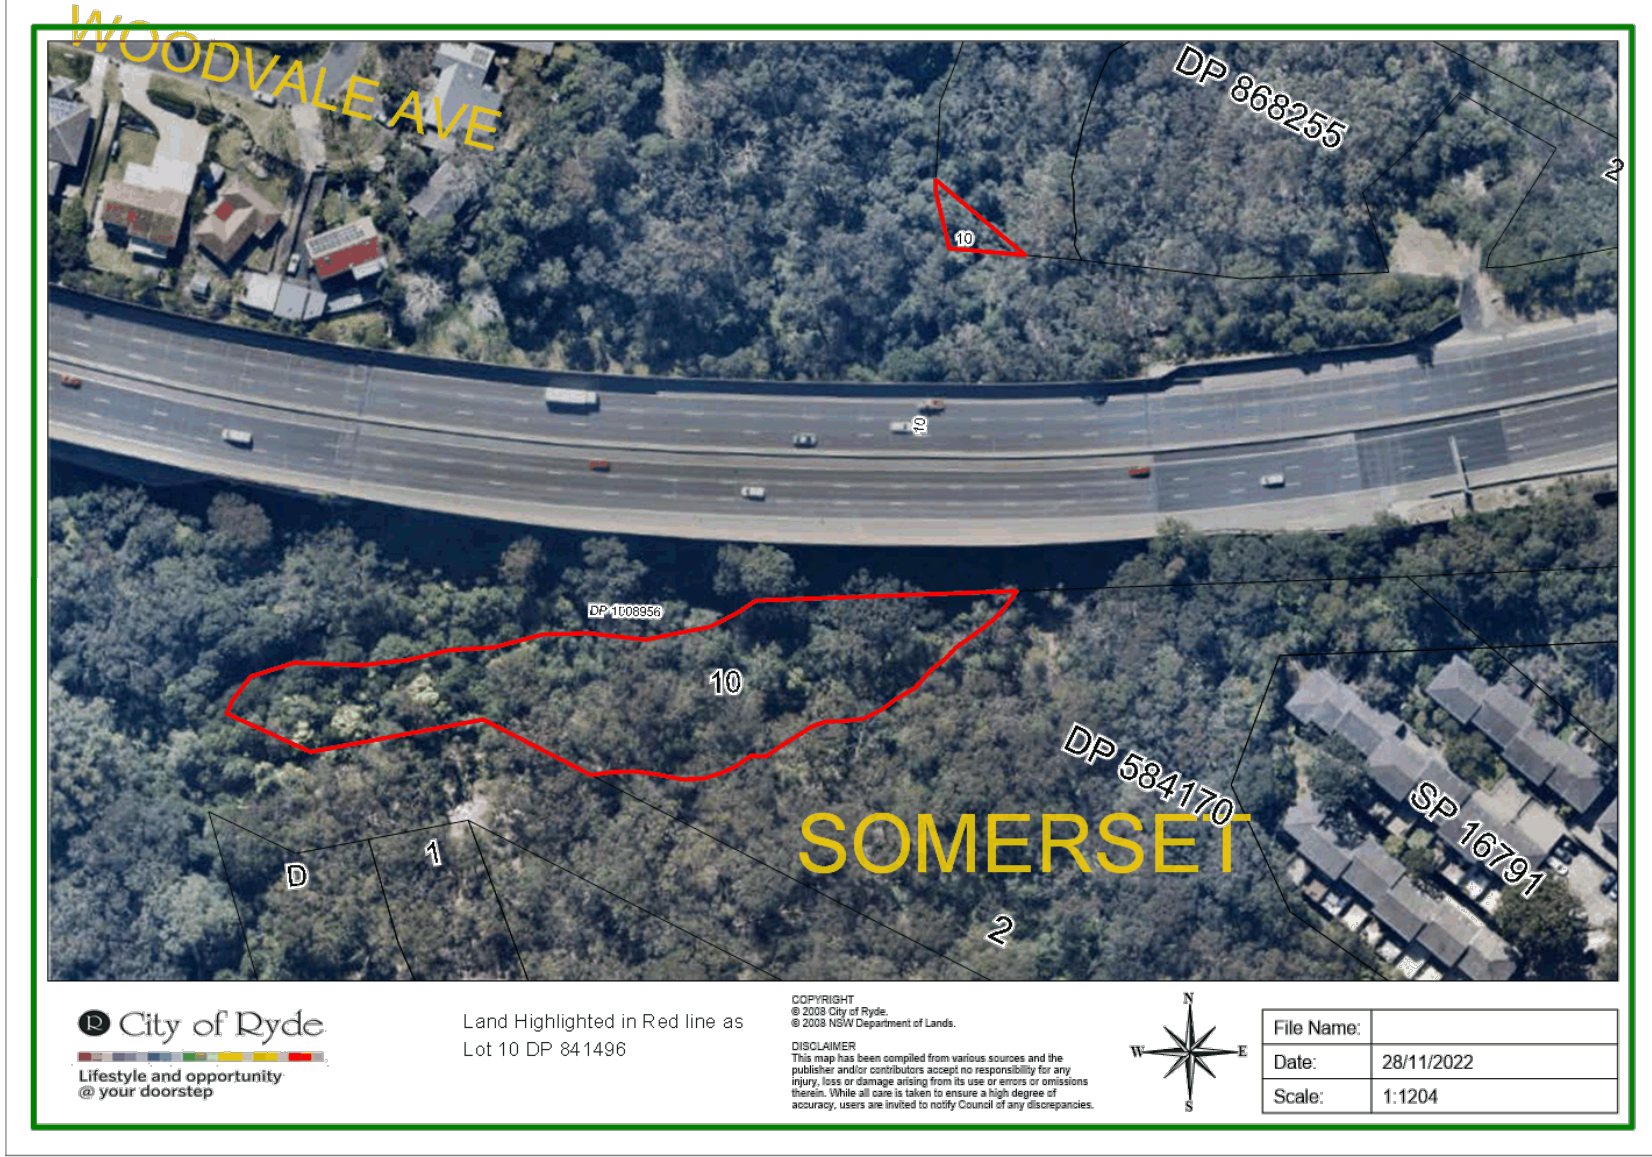 WOODVALE AVE
DP 868255
2
10
10
DP 1008956
10
DP 584170
SOMERSET
SP 16791
1
D
2
R City of Ryde
Lifestyle and opportunity
@ your doorstep
Land Highlighted in Red line as
Lot 10 DP 841496
COPYRIGHT
© 2008 City of Ryde.
© 2008 NSW Department of Lands.
DISCLAIMER
This map has been compiled from various sources and the
publisher and/or contributors accept no responsibility for any
injury, loss or damage arising from its use or errors or omissions
therein. While all care is taken to ensure a high degree of
accuracy, users are invited to notify Council of any discrepancies.
N
W
E
S
File Name:
Date: 28/11/2022
Scale: 1:1204